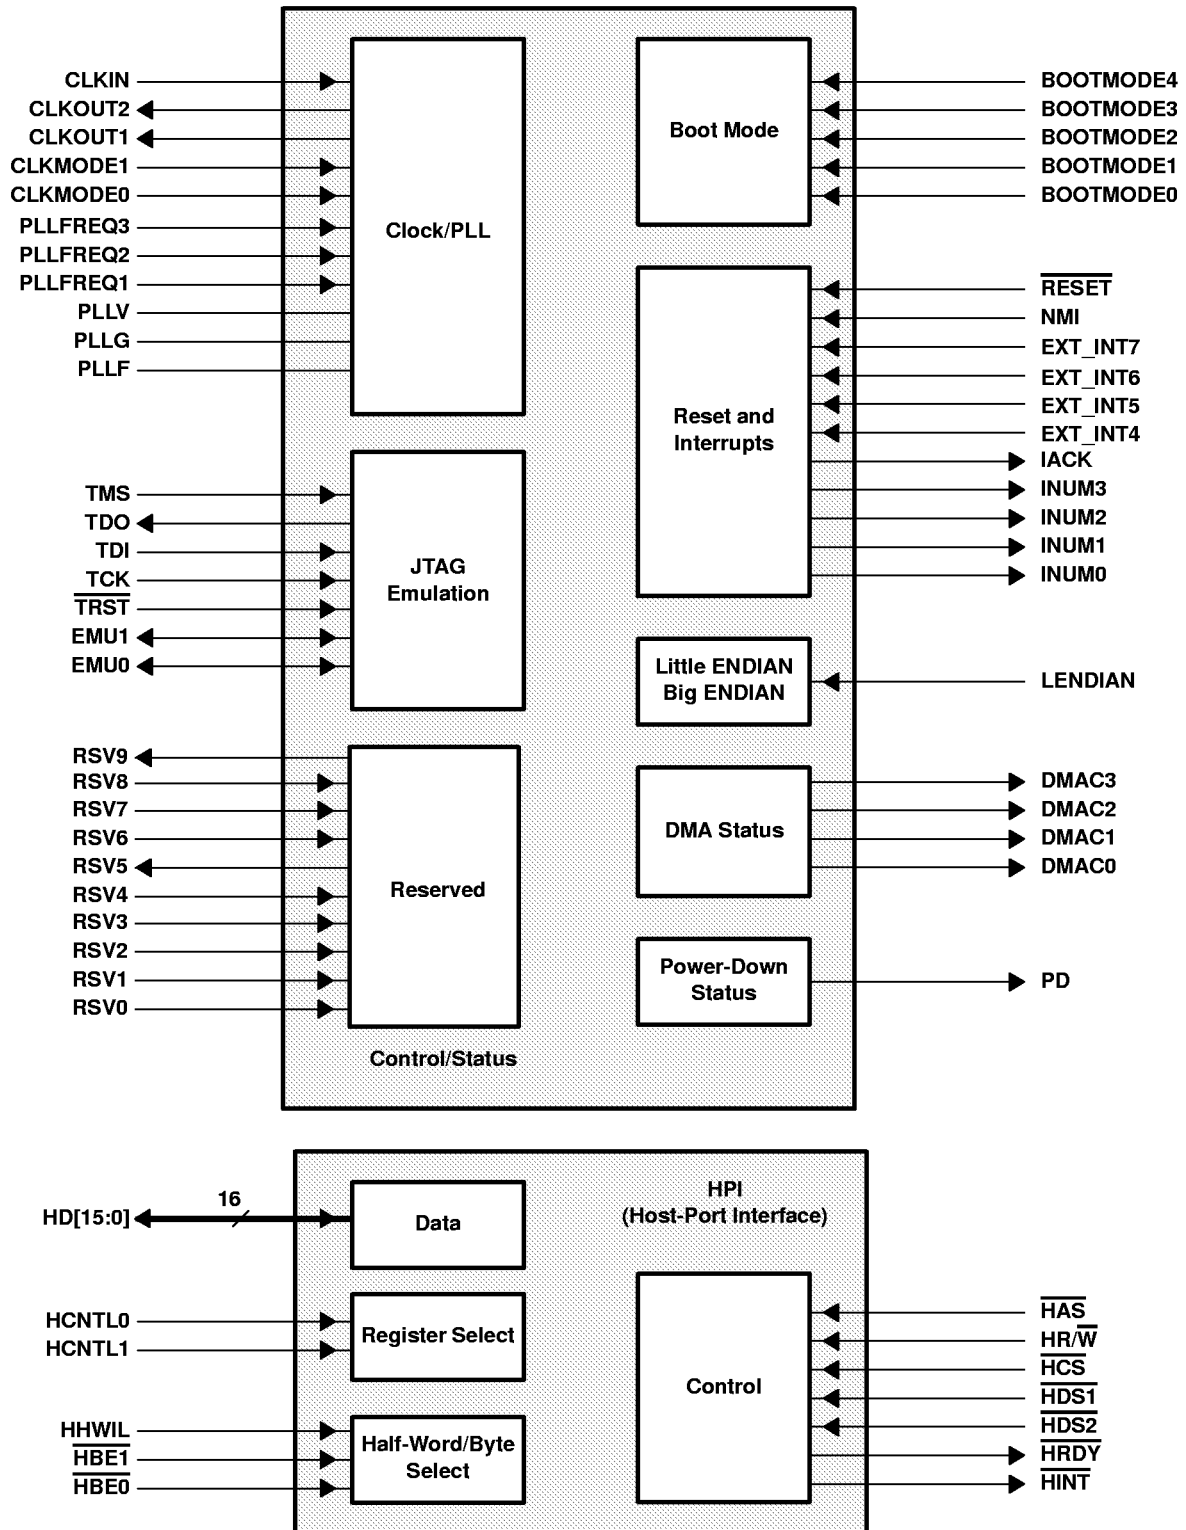 CLKIN
CLKOUT2
CLKOUT1
CLKMODE1
CLKMODE0
PLLFREQ3
PLLFREQ2
PLLFREQ1
PLLV
PLLG
PLLF
Clock/PLL
Boot Mode
BOOTMODE4
BOOTMODE3
BOOTMODE2
BOOTMODE1
BOOTMODE0
RESET
NMI
EXT_INT7
EXT_INT6
EXT_INT5
EXT_INT4
IACK
INUM3
INUM2
INUM1
INUM0
Reset and
Interrupts
TMS
TDO
TDI
TCK
TRST
EMU1
EMU0
JTAG
Emulation
Little ENDIAN
Big ENDIAN
LENDIAN
RSV9
RSV8
RSV7
RSV6
RSV5
RSV4
RSV3
RSV2
RSV1
RSV0
Reserved
DMA Status
DMAC3
DMAC2
DMAC1
DMAC0
Power-Down
Status
PD
Control/Status
HD[15:0]
16
Data
HPI
(Host-Port Interface)
HCNTL0
HCNTL1
Register Select
HHWIL
HBE1
HBE0
Half-Word/Byte
Select
Control
HAS
HR/W
HCS
HDS1
HDS2
HRDY
HINT